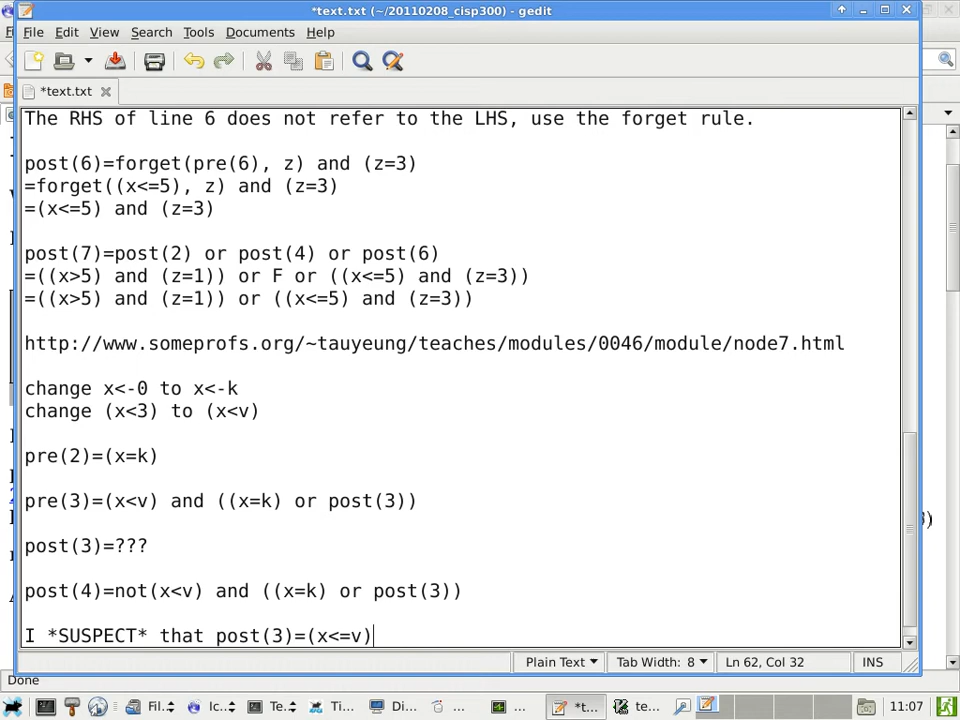 *text.txt (~/20110208_cisp300) - gedit
File Edit View Search Tools Documents Help
*text.txt
The RHS of line 6 does not refer to the LHS, use the forget rule.
post(6)=forget(pre(6), z) and (z=3)
=forget((x<=5), z) and (z=3)
=(x<=5) and (z=3)
post(7)=post(2) or post(4) or post(6)
=((x>5) and (z=1)) or F or ((x<=5) and (z=3))
=((x>5) and (z=1)) or ((x<=5) and (z=3))
http://www.someprofs.org/~tauyeung/teaches/modules/0046/module/node7.html
change x<-0 to x<-k
change (x<3) to (x<v)
pre(2)=(x=k)
pre(3)=(x<v) and ((x=k) or post(3))
post(3)=???
post(4)=not(x<v) and ((x=k) or post(3))
I *SUSPECT* that post(3)=(x<=v)
Plain Text Tab Width: 8 Ln 62, Col 32 INS
Done
Fil... Ic... Te... Ti... Di... ... ... *t... te... 11:07